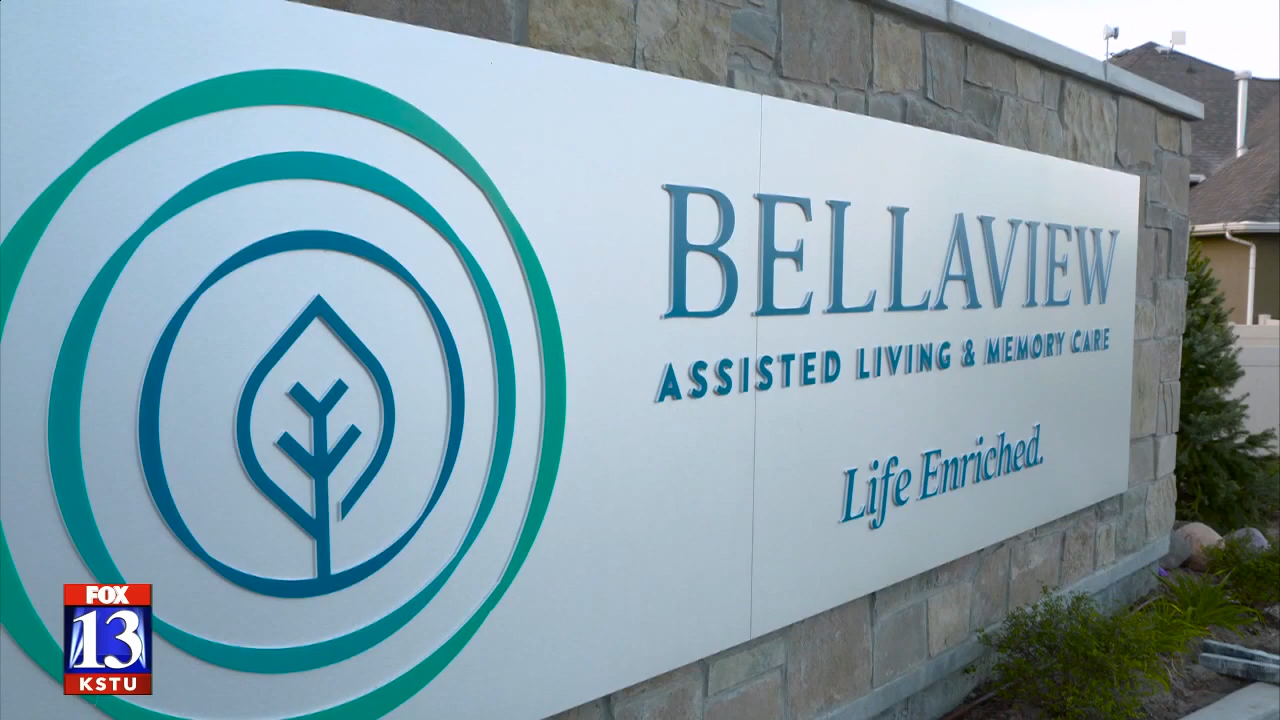 BELLAVIEW
ASSISTED LIVING & MEMORY CARE
Life Enriched.
FOX
13
KSTU